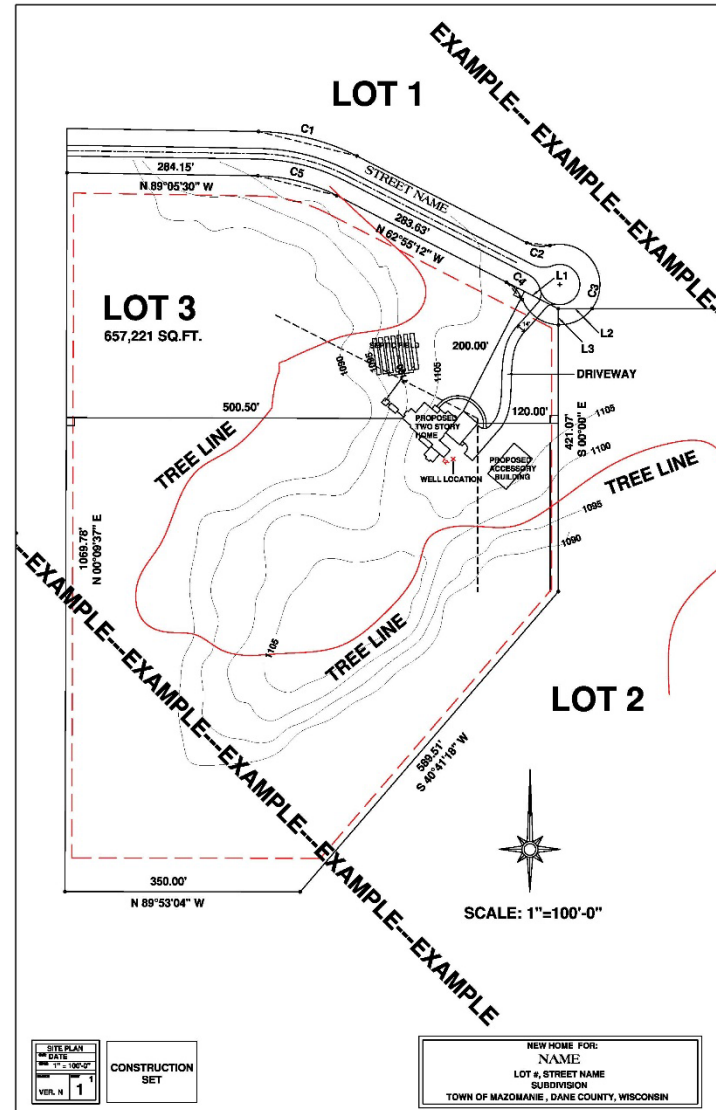 LOT 1
EXAMPLE--- EXAMPLE---EXAMPLE-
C1
284.15'
N 89°05'30" W
C5
STREET NAME
283.63'
N 62°55'12" W
C2
L1
C4
C3
LOT 3
657,221 SQ.FT.
L2
L3
200.00'
1105
1090
DRIVEWAY
500.50'
120.00'
PROPOSED
TWO STORY
HOME
421.07'
S 00°00'00" E
1105
1100
1095
1090
TREE LINE
TREE LINE
WELL LOCATION
PROPOSED
ACCESSORY
BUILDING
1069.78'
N 00°09'37" E
--EXAMPLE---EXAMPLE---EXAMPLE---EXAMPLE---EXAMPLE
1105
TREE LINE
LOT 2
589.51'
S 40°41'18" W
350.00'
N 89°53'04" W
SCALE: 1"=100'-0"
SITE PLAN
DATE
1" = 100'-0"
VER. N
1
1
CONSTRUCTION
SET
NEW HOME FOR:
NAME
LOT #, STREET NAME
SUBDIVISION
TOWN OF MAZOMANIE , DANE COUNTY, WISCONSIN